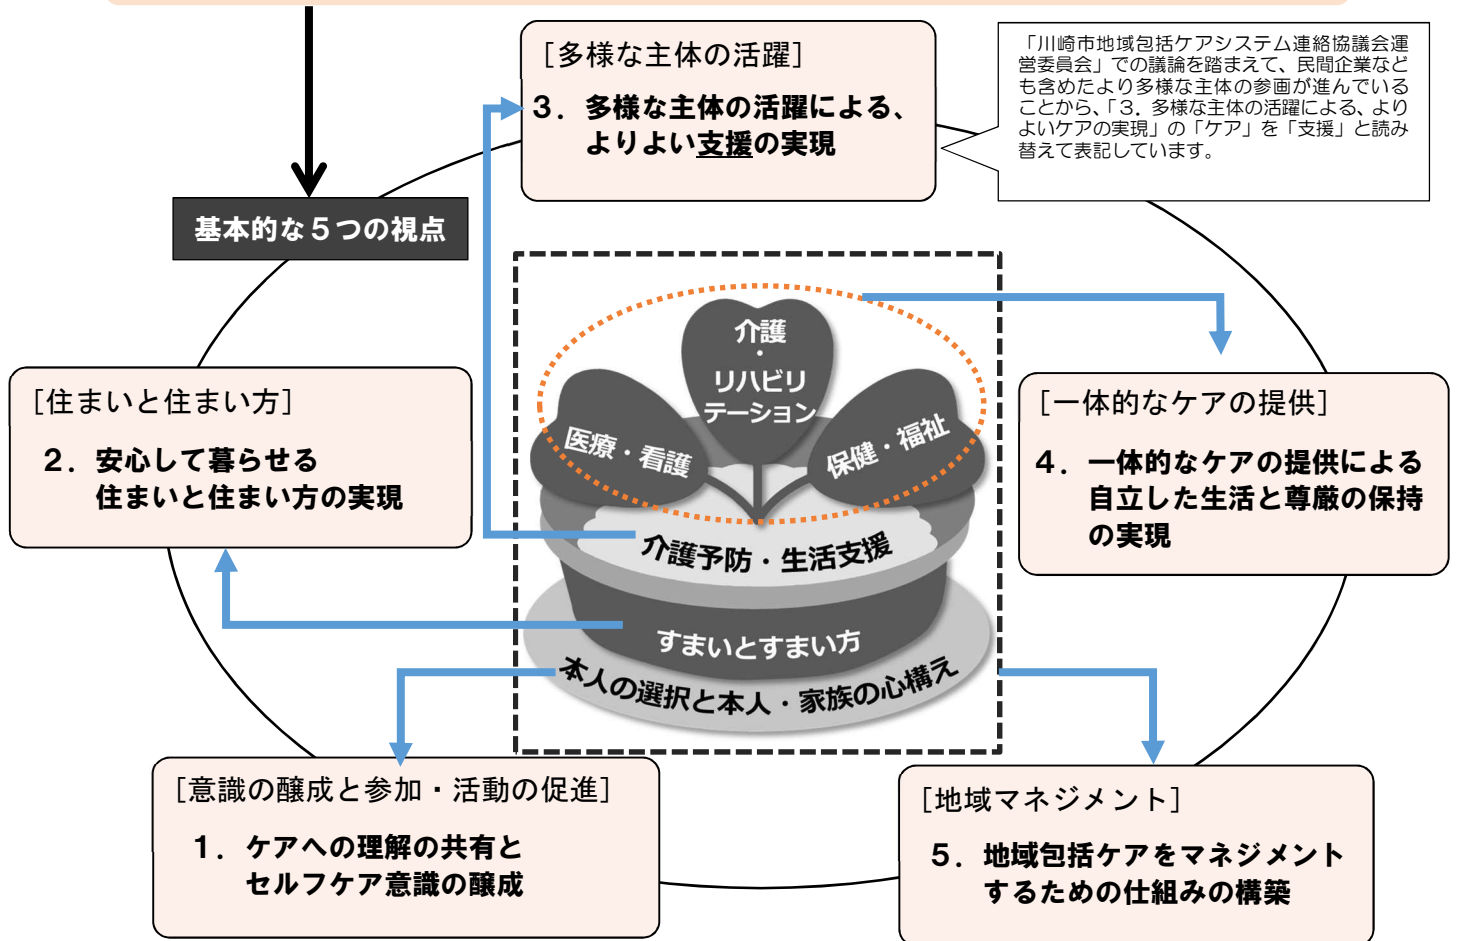 ［多様な主体の活躍］
３．多様な主体の活躍による、
よりよい支援の実現
「川崎市地域包括ケアシステム連絡協議会運
営委員会」での議論を踏まえて、民間企業など
も含めたより多様な主体の参画が進んでいる
ことから、「３．多様な主体の活躍による、より
よいケアの実現」の「ケア」を「支援」と読み
替えて表記しています。
基本的な５つの視点
介護
・
リハビリ
テーション
医療・看護
保健・福祉
介護予防・生活支援
すまいとすまい方
本人の選択と本人・家族の心構え
［住まいと住まい方］
２．安心して暮らせる
住まいと住まい方の実現
［一体的なケアの提供］
４．一体的なケアの提供による
自立した生活と尊厳の保持
の実現
［意識の醸成と参加・活動の促進］
１．ケアへの理解の共有と
セルフケア意識の醸成
［地域マネジメント］
５．地域包括ケアをマネジメント
するための仕組みの構築